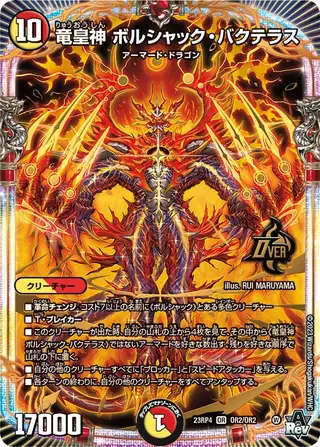 10
りゅうおうしん
竜皇神 ボルシャック・バクテラス
アーマード・ドラゴン
OVER
illus. RUI MARUYAMA
クリーチャー
■革命チェンジ:コスト7以上の名前に《ボルシャック》とある多色クリーチャー
■T・ブレイカー
■このクリーチャーが出た時、自分の山札の上から4枚を見て、その中から《竜皇神
ボルシャック・バクテラス》ではないアーマードを好きな数出す。残りを好きな順序で
山札の下に置く。
■自分の他のクリーチャーすべてに「ブロッカー」と「スピードアタッカー」を与える。
■各ターンの終わりに、自分の他のクリーチャーをすべてアンタップする。
17000
23RP4 OR OR2/OR2
W
Rev